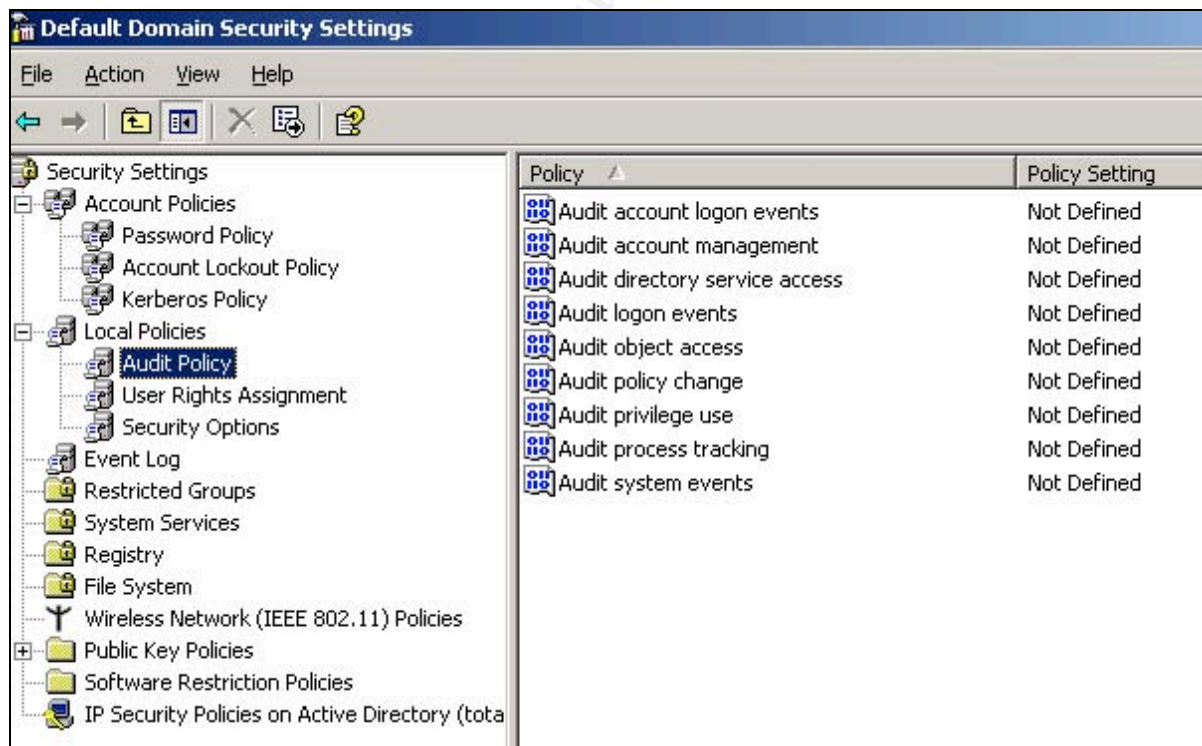 Default Domain Security Settings
File Action View Help
Security Settings
Account Policies
Password Policy
Account Lockout Policy
Kerberos Policy
Local Policies
Audit Policy
User Rights Assignment
Security Options
Event Log
Restricted Groups
System Services
Registry
File System
Wireless Network (IEEE 802.11) Policies
Public Key Policies
Software Restriction Policies
IP Security Policies on Active Directory (tota
Policy Policy Setting
Audit account logon events Not Defined
Audit account management Not Defined
Audit directory service access Not Defined
Audit logon events Not Defined
Audit object access Not Defined
Audit policy change Not Defined
Audit privilege use Not Defined
Audit process tracking Not Defined
Audit system events Not Defined